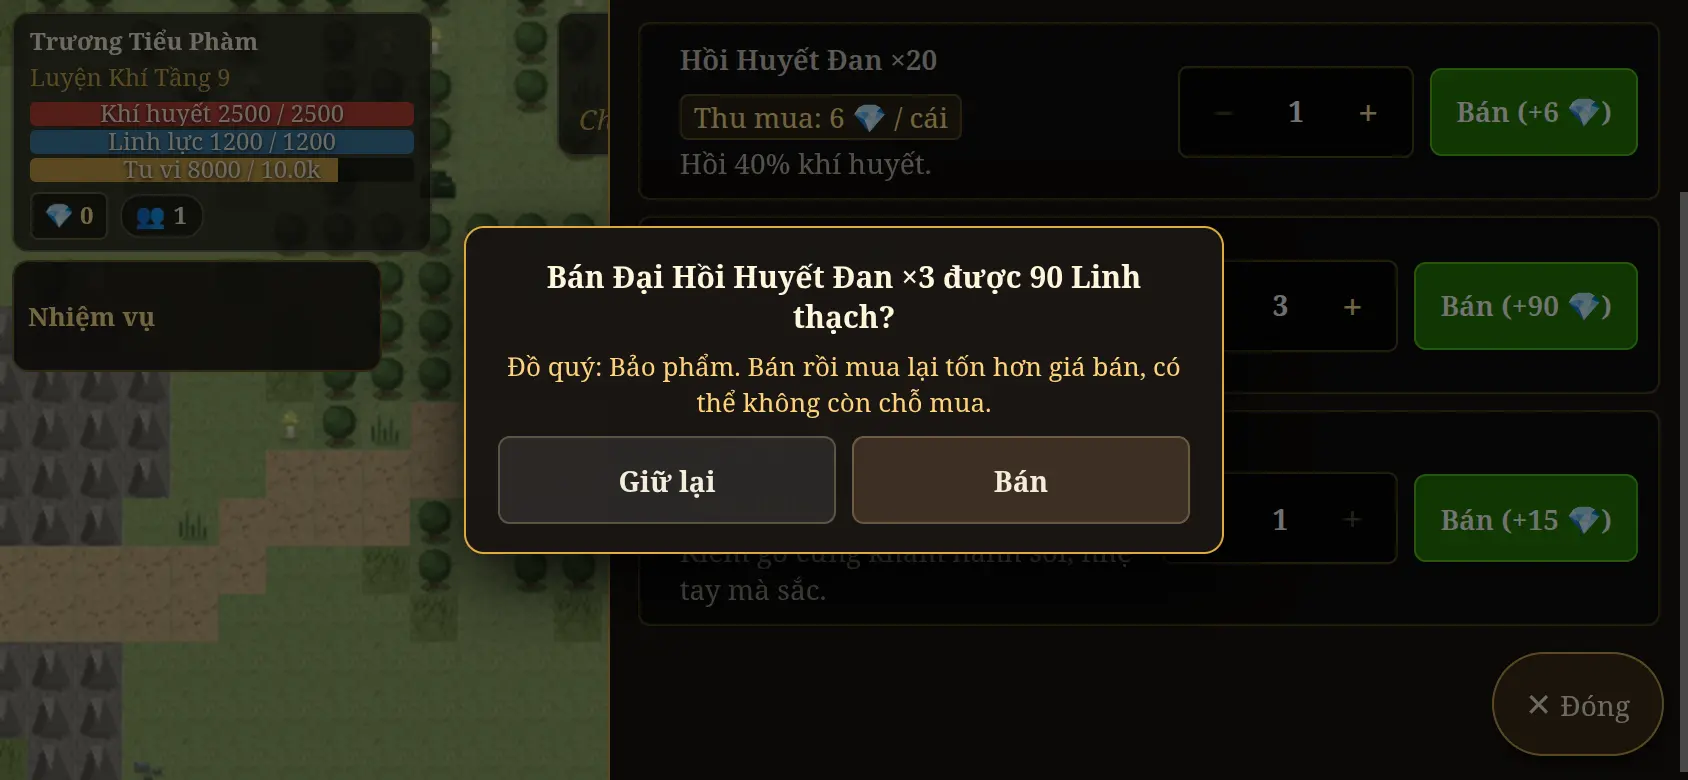 Trương Tiểu Phàm
Luyện Khí Tầng 9
Khí huyết 2500 / 2500
Linh lực 1200 / 1200
Tu vi 8000 / 10.0k
0
1
Nhiệm vụ
Ch
Hồi Huyết Đan ×20
Thu mua: 6 / cái
Hồi 40% khí huyết.
− 1 +
Bán (+6 )
Bán Đại Hồi Huyết Đan ×3 được 90 Linh
thạch?
Đồ quý: Bảo phẩm. Bán rồi mua lại tốn hơn giá bán, có
thể không còn chỗ mua.
Giữ lại
Bán
3 +
Bán (+90 )
1 +
Bán (+15 )
tay mà sắc.
✕ Đóng